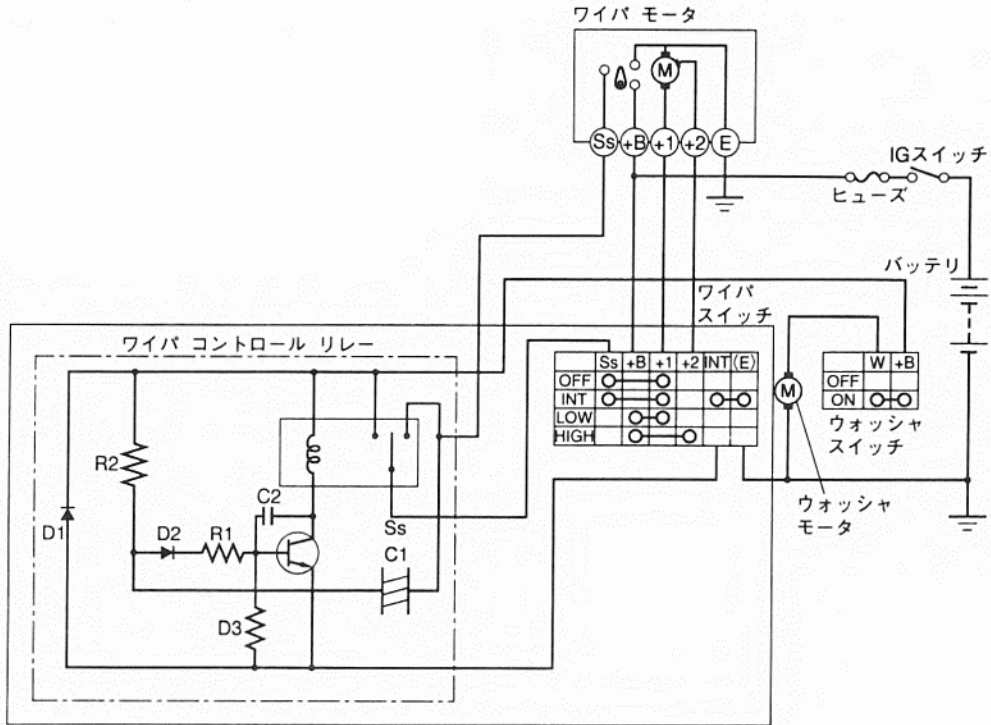 ワイパ モータ
M
Ss +B +1 +2 E
IGスイッチ
ヒューズ
バッテリ
ワイパ
スイッチ
ワイパ コントロール リレー
Ss +B +1 +2 INT (E)
OFF
INT
LOW
HIGH
M
W +B
OFF
ON
ウォッシャ
スイッチ
ウォッシャ
モータ
R2
C2
D1
D2
R1
Ss
C1
D3